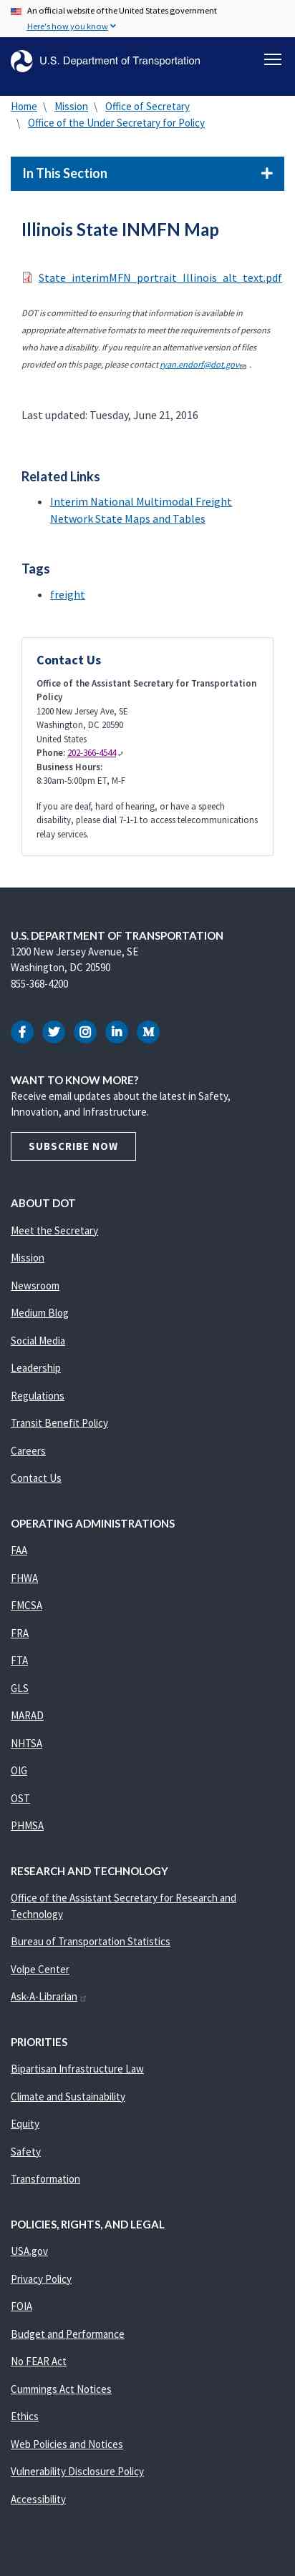 An official website of the United States government
Here's how you know
U.S. Department of Transportation
Home \ Mission \ Office of Secretary
\ Office of the Under Secretary for Policy
In This Section
Illinois State INMFN Map
State_interimMFN_portrait_Illinois_alt_text.pdf
DOT is committed to ensuring that information is available in
appropriate alternative formats to meet the requirements of persons
who have a disability. If you require an alternative version of files
provided on this page, please contact ryan.endorf@dot.gov .
Last updated: Tuesday, June 21, 2016
Related Links
• Interim National Multimodal Freight
Network State Maps and Tables
Tags
• freight
Contact Us
Office of the Assistant Secretary for Transportation
Policy
1200 New Jersey Ave, SE
Washington, DC 20590
United States
Phone: 202-366-4544
Business Hours:
8:30am-5:00pm ET, M-F
If you are deaf, hard of hearing, or have a speech
disability, please dial 7-1-1 to access telecommunications
relay services.
U.S. DEPARTMENT OF TRANSPORTATION
1200 New Jersey Avenue, SE
Washington, DC 20590
855-368-4200
WANT TO KNOW MORE?
Receive email updates about the latest in Safety,
Innovation, and Infrastructure.
SUBSCRIBE NOW
ABOUT DOT
Meet the Secretary
Mission
Newsroom
Medium Blog
Social Media
Leadership
Regulations
Transit Benefit Policy
Careers
Contact Us
OPERATING ADMINISTRATIONS
FAA
FHWA
FMCSA
FRA
FTA
GLS
MARAD
NHTSA
OIG
OST
PHMSA
RESEARCH AND TECHNOLOGY
Office of the Assistant Secretary for Research and
Technology
Bureau of Transportation Statistics
Volpe Center
Ask-A-Librarian
PRIORITIES
Bipartisan Infrastructure Law
Climate and Sustainability
Equity
Safety
Transformation
POLICIES, RIGHTS, AND LEGAL
USA.gov
Privacy Policy
FOIA
Budget and Performance
No FEAR Act
Cummings Act Notices
Ethics
Web Policies and Notices
Vulnerability Disclosure Policy
Accessibility